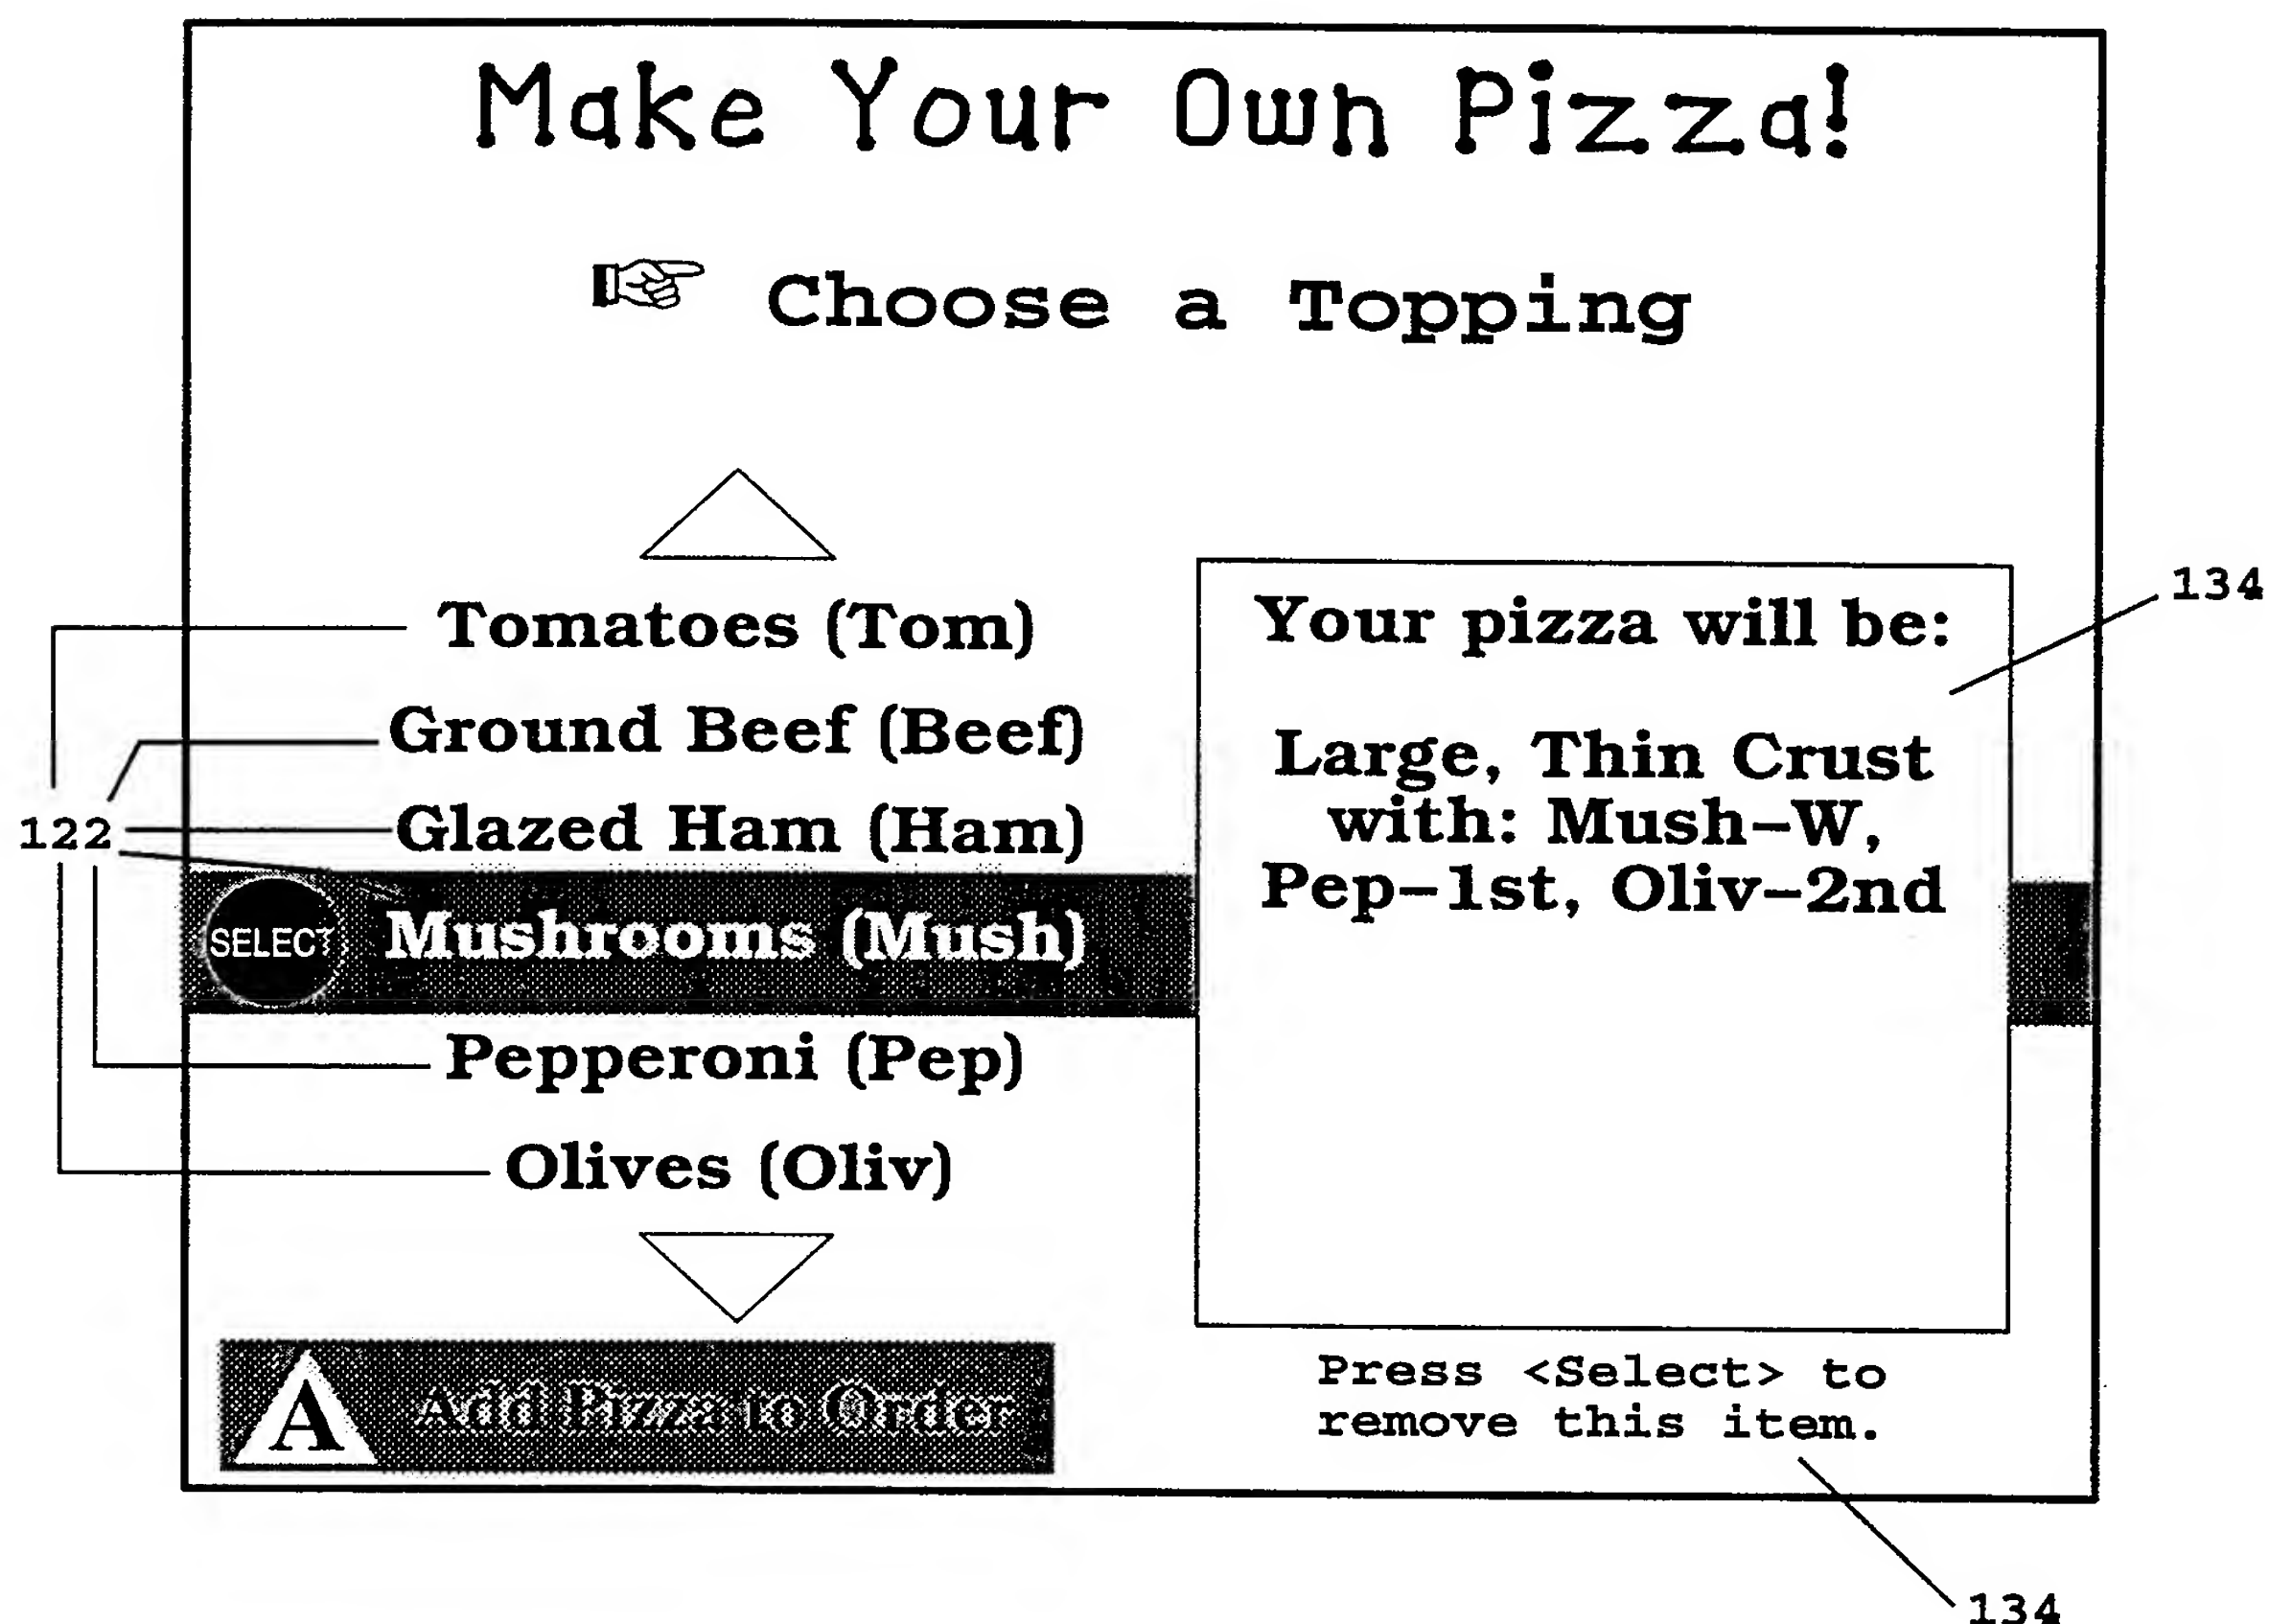 Make Your Own Pizza!
☞ Choose a Topping
Tomatoes (Tom)
Ground Beef (Beef)
Glazed Ham (Ham)
SELECT Mushrooms (Mush)
Pepperoni (Pep)
Olives (Oliv)
A Add Pizza to Order
122
Your pizza will be:
Large, Thin Crust
with: Mush-W,
Pep-1st, Oliv-2nd
134
Press <Select> to
remove this item.
134